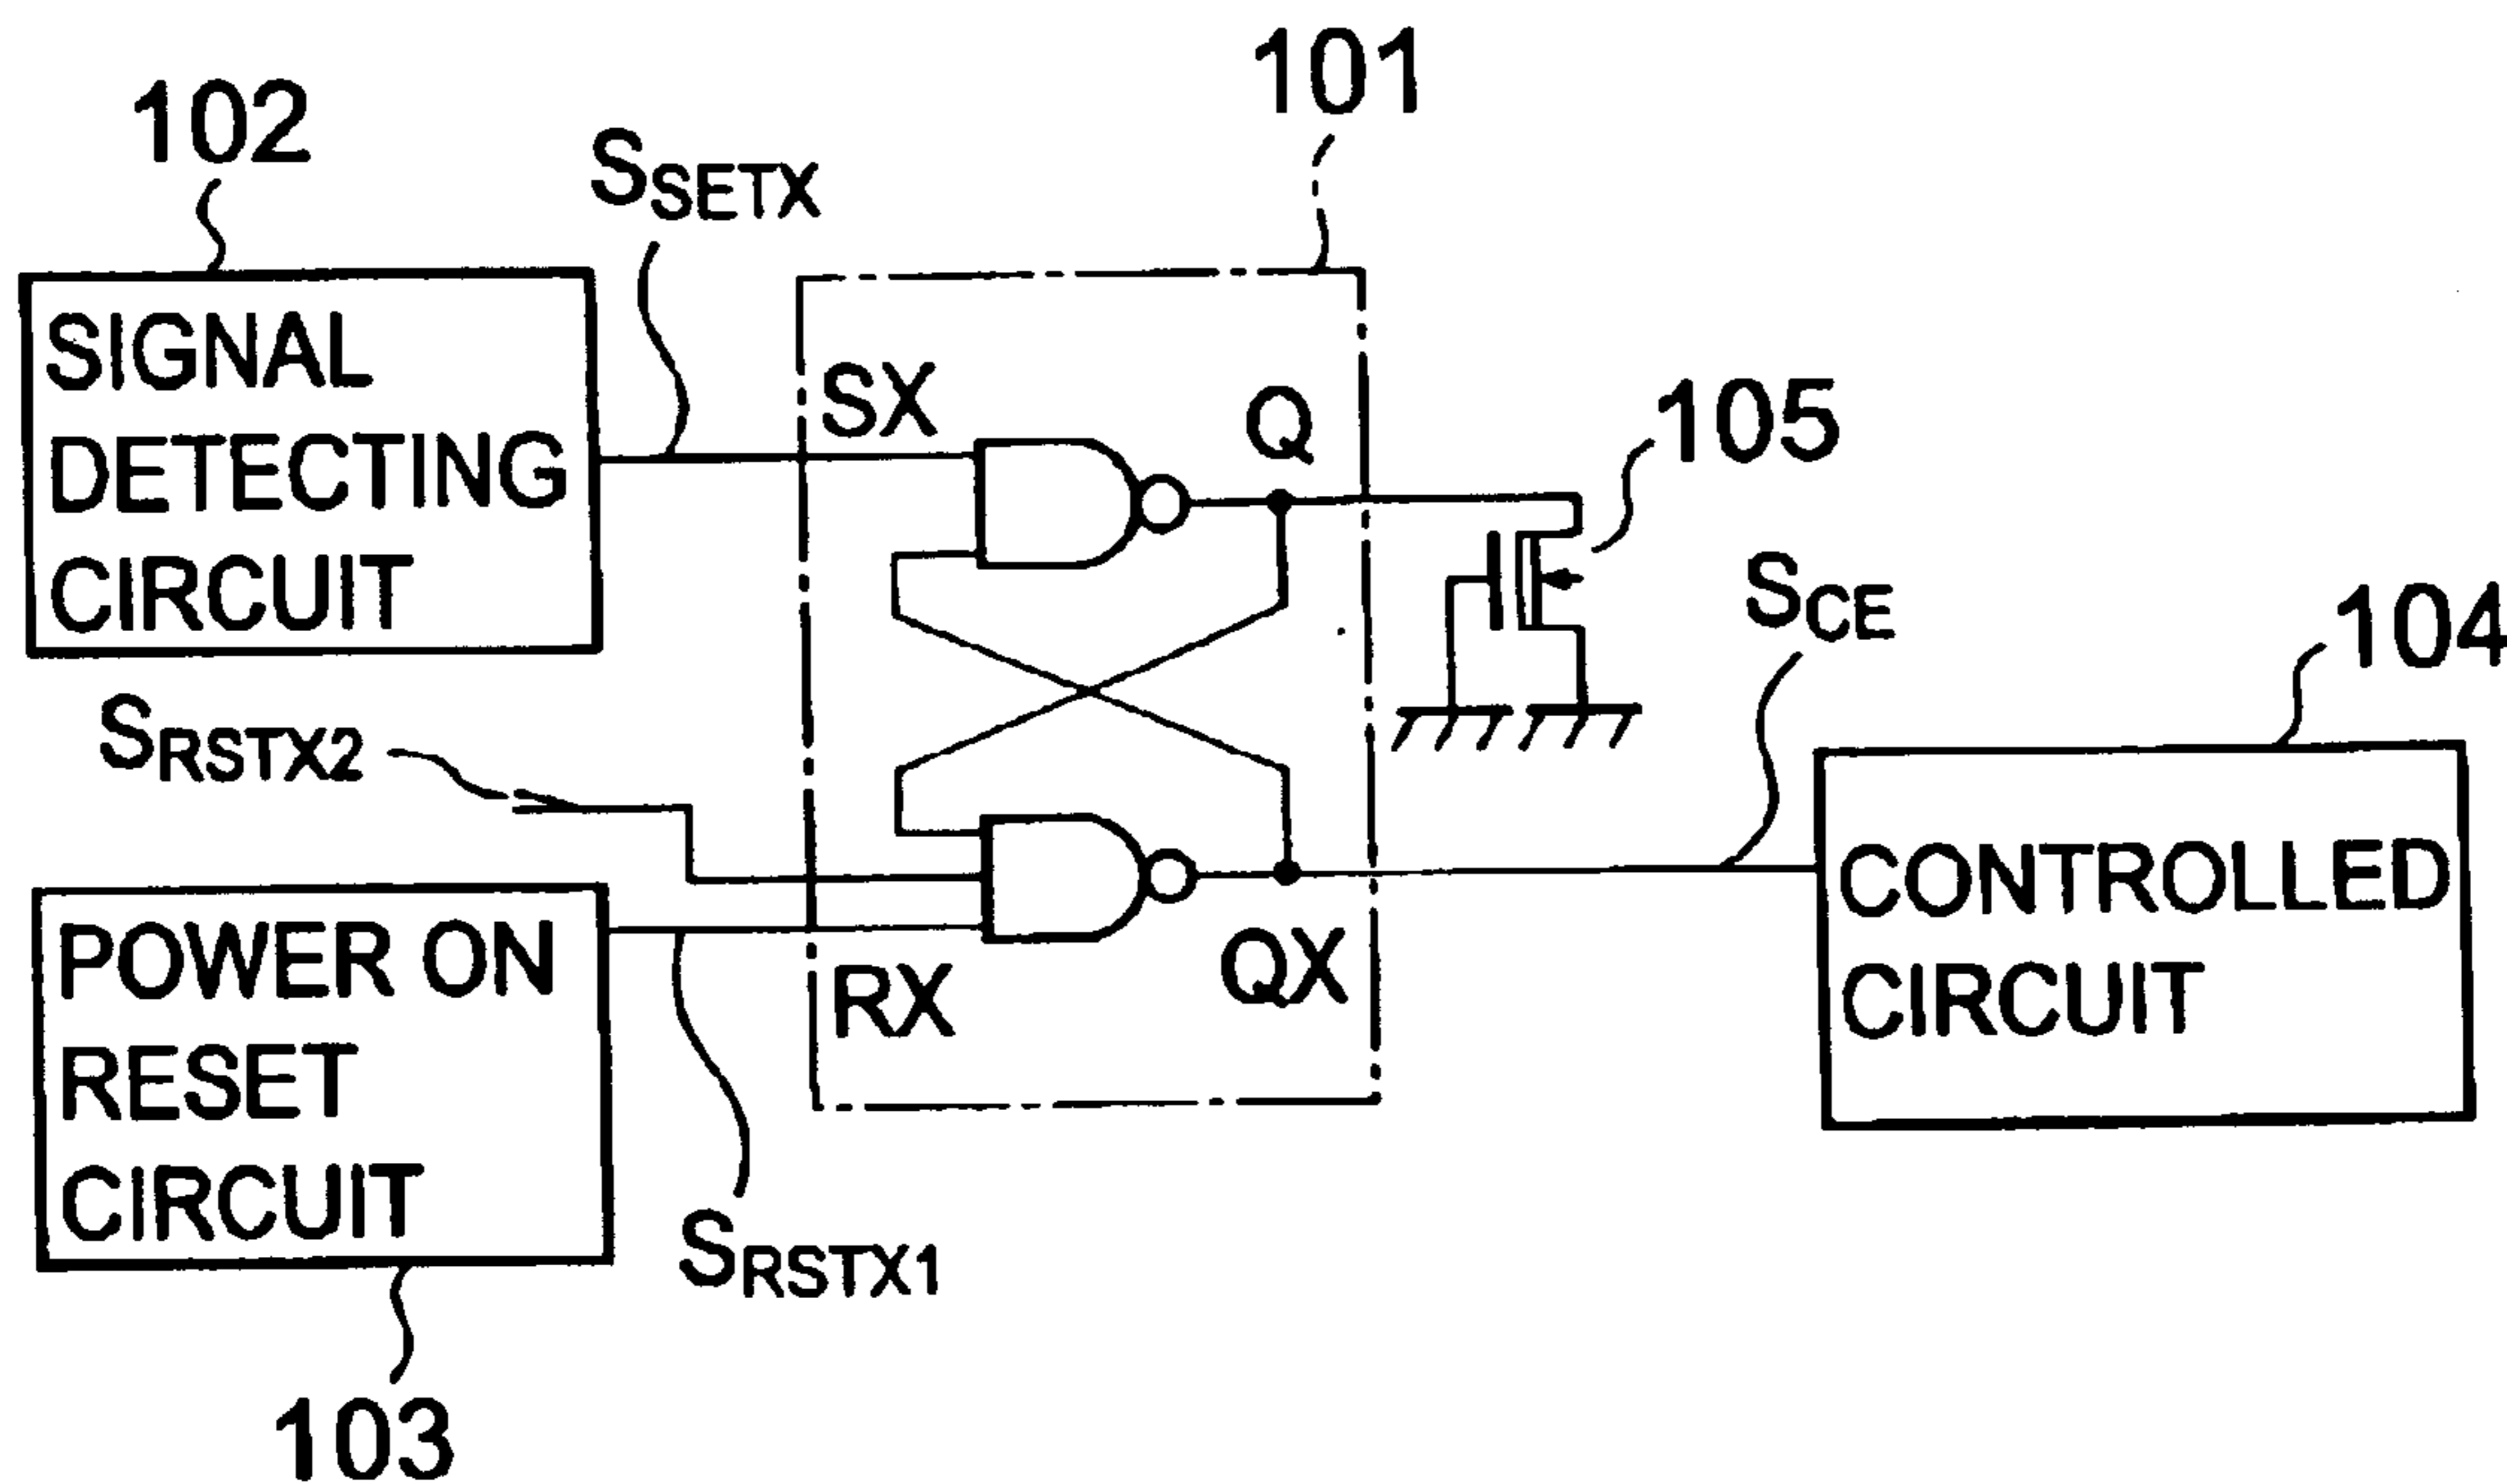 101
102
SSETX
SIGNAL
DETECTING
CIRCUIT
SX
Q
105
SCE
104
SRSTX2
POWER ON
RESET
CIRCUIT
RX
QX
CONTROLLED
CIRCUIT
SRSTX1
103